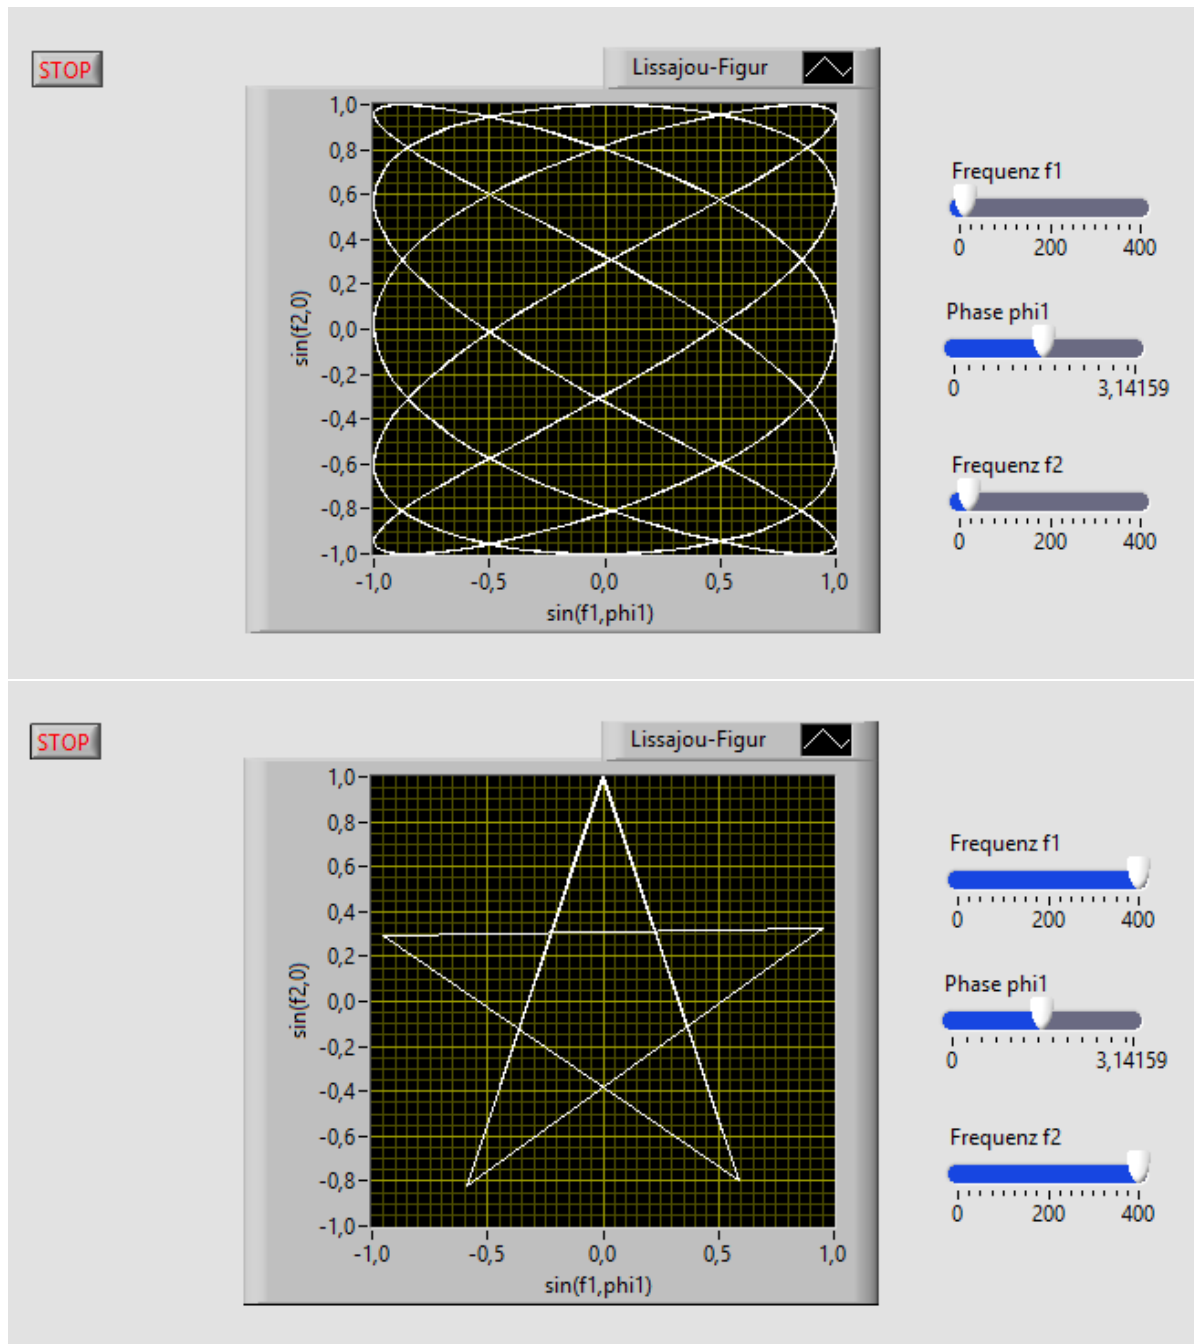 STOP
Lissajou-Figur
1,0
0,8
0,6
0,4
0,2
0,0
-0,2
-0,4
-0,6
-0,8
-1,0
sin(f2,0)
-1,0 -0,5 0,0 0,5 1,0
sin(f1,phi1)
Frequenz f1
0 200 400
Phase phi1
0 3,14159
Frequenz f2
0 200 400
STOP
Lissajou-Figur
1,0
0,8
0,6
0,4
0,2
0,0
-0,2
-0,4
-0,6
-0,8
-1,0
sin(f2,0)
-1,0 -0,5 0,0 0,5 1,0
sin(f1,phi1)
Frequenz f1
0 200 400
Phase phi1
0 3,14159
Frequenz f2
0 200 400